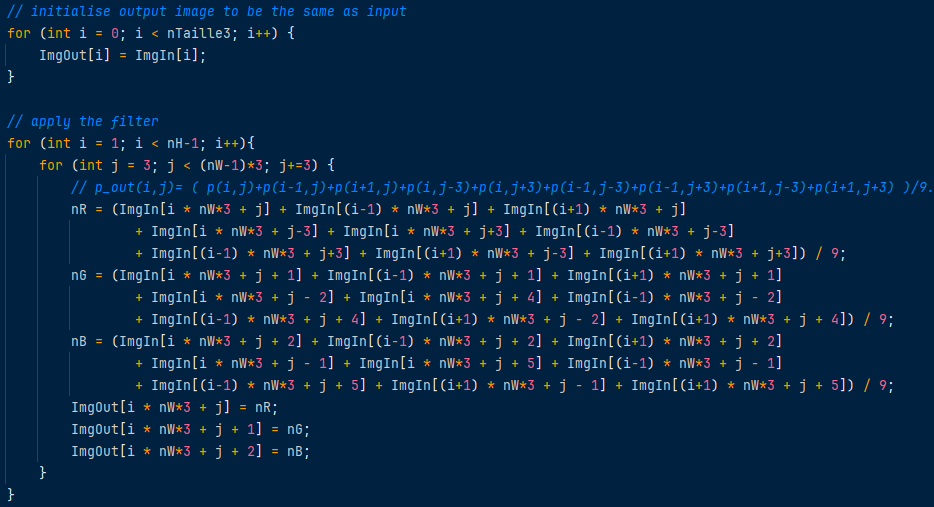 // initialise output image to be the same as input
for (int i = 0; i < nTaille3; i++) {
    ImgOut[i] = ImgIn[i];
}

// apply the filter
for (int i = 1; i < nH-1; i++){
    for (int j = 3; j < (nW-1)*3; j+=3) {
        // p_out(i,j)= ( p(i,j)+p(i-1,j)+p(i+1,j)+p(i,j-3)+p(i,j+3)+p(i-1,j-3)+p(i-1,j+3)+p(i+1,j-3)+p(i+1,j+3) )/9.
        nR = (ImgIn[i * nW*3 + j] + ImgIn[(i-1) * nW*3 + j] + ImgIn[(i+1) * nW*3 + j]
                + ImgIn[i * nW*3 + j-3] + ImgIn[i * nW*3 + j+3] + ImgIn[(i-1) * nW*3 + j-3]
                + ImgIn[(i-1) * nW*3 + j+3] + ImgIn[(i+1) * nW*3 + j-3] + ImgIn[(i+1) * nW*3 + j+3]) / 9;
        nG = (ImgIn[i * nW*3 + j + 1] + ImgIn[(i-1) * nW*3 + j + 1] + ImgIn[(i+1) * nW*3 + j + 1]
                + ImgIn[i * nW*3 + j - 2] + ImgIn[i * nW*3 + j + 4] + ImgIn[(i-1) * nW*3 + j - 2]
                + ImgIn[(i-1) * nW*3 + j + 4] + ImgIn[(i+1) * nW*3 + j - 2] + ImgIn[(i+1) * nW*3 + j + 4]) / 9;
        nB = (ImgIn[i * nW*3 + j + 2] + ImgIn[(i-1) * nW*3 + j + 2] + ImgIn[(i+1) * nW*3 + j + 2]
                + ImgIn[i * nW*3 + j - 1] + ImgIn[i * nW*3 + j + 5] + ImgIn[(i-1) * nW*3 + j - 1]
                + ImgIn[(i-1) * nW*3 + j + 5] + ImgIn[(i+1) * nW*3 + j - 1] + ImgIn[(i+1) * nW*3 + j + 5]) / 9;
        ImgOut[i * nW*3 + j] = nR;
        ImgOut[i * nW*3 + j + 1] = nG;
        ImgOut[i * nW*3 + j + 2] = nB;
    }
}